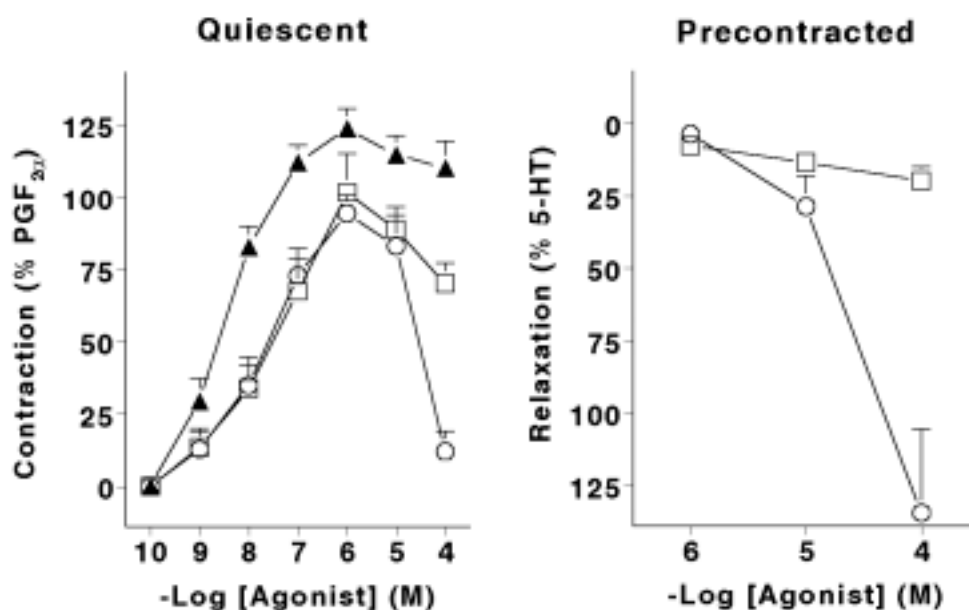 Quiescent
Contraction (% PGF2α)
125
100
75
50
25
0
10 9 8 7 6 5 4
-Log [Agonist] (M)
Precontracted
Relaxation (% 5-HT)
0
25
50
75
100
125
6 5 4
-Log [Agonist] (M)